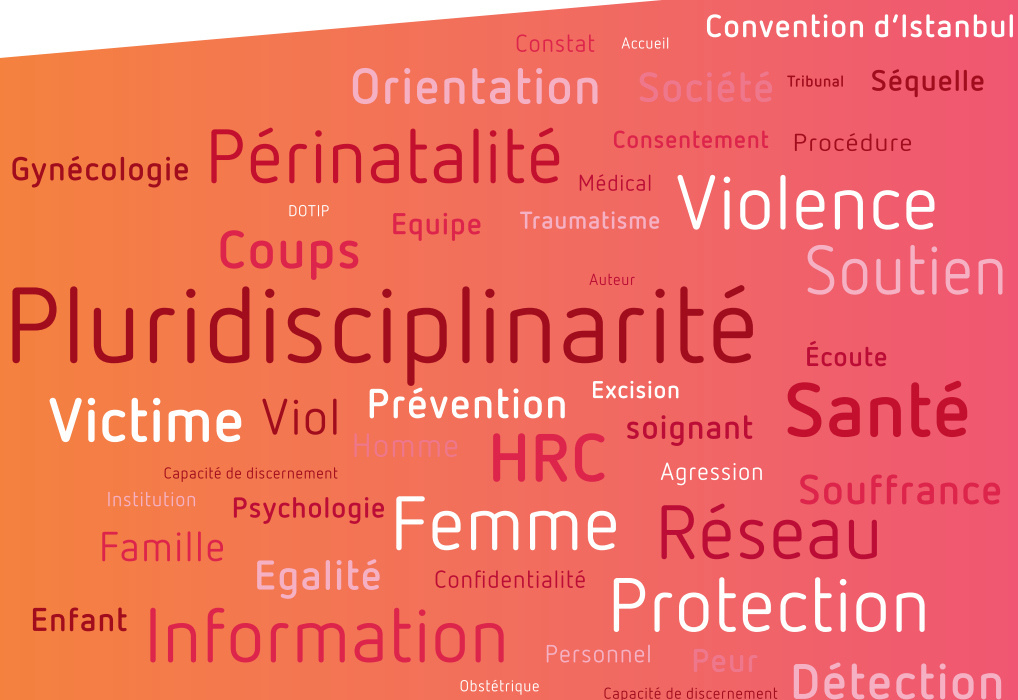 Convention d'Istanbul
Constat Accueil
Orientation Société Tribunal Séquelle
Périnatalité Consentement Procédure
Gynécologie Médical Violence
DOTIP Equipe Traumatisme
Coups Soutien
Auteur
Pluridisciplinarité
Écoute
Victime Viol Prévention Excision Santé
Homme HRC soignant
Capacité de discernement Agression
Institution Psychologie Femme Souffrance
Famille Réseau
Egalité Confidentialité
Enfant Information Protection
Personnel Peur
Obstétrique Capacité de discernement Détection